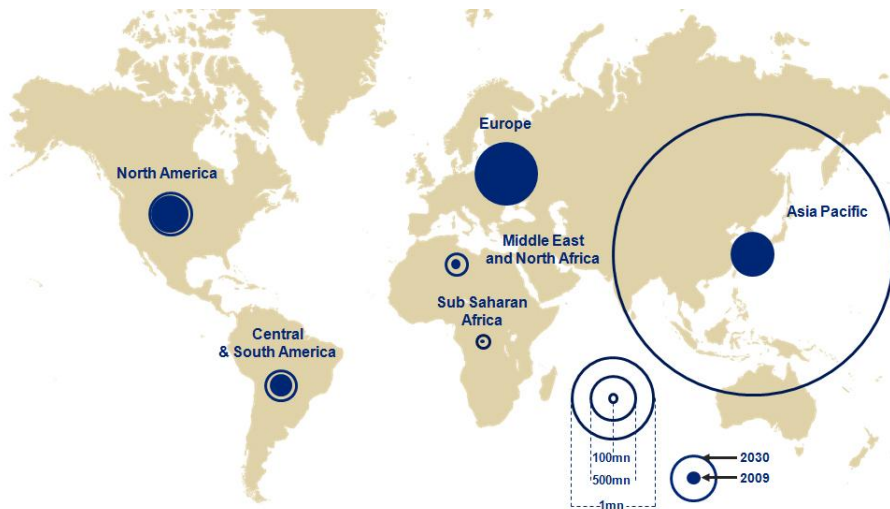 Europe
North America
Asia Pacific
Middle East
and North Africa
Sub Saharan
Africa
Central
& South America
100mn
500mn
1mn
2030
2009